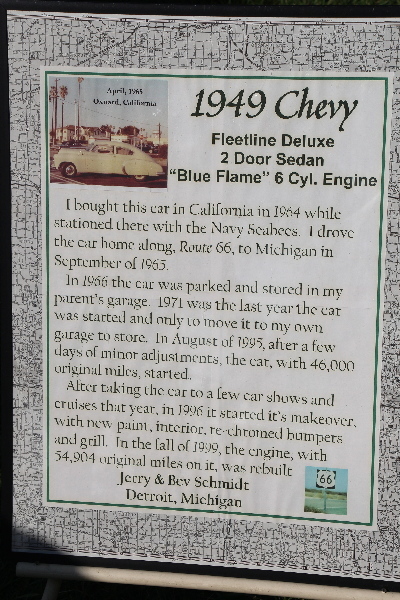 April, 1965
Oxnard, California
1949 Chevy
Fleetline Deluxe
2 Door Sedan
"Blue Flame" 6 Cyl. Engine
I bought this car in California in 1964 while
stationed there with the Navy Seabees. I drove
the car home along, Route 66, to Michigan in
September of 1965.
In 1966 the car was parked and stored in my
parent's garage. 1971 was the last year the car
was started and only to move it to my own
garage to store. In August of 1995, after a few
days of minor adjustments, the car, with 46,000
original miles, started.
After taking the car to a few car shows and
cruises that year, in 1996 it started it's makeover,
with new paint, interior, re-chromed bumpers
and grill. In the fall of 1999, the engine, with
54,904 original miles on it, was rebuilt
Jerry & Bev Schmidt
Detroit, Michigan
66